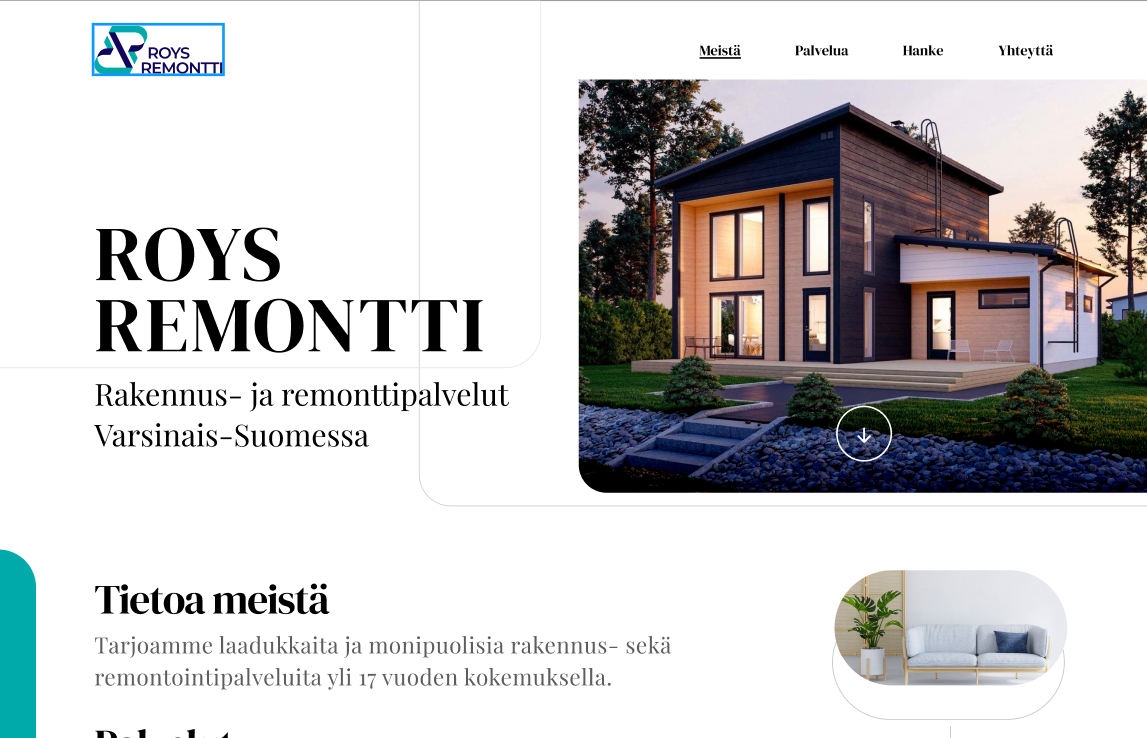 ROYS
REMONTTI
Meistä
Palvelua
Hanke
Yhteyttä
ROYS
REMONTTI
Rakennus- ja remonttipalvelut
Varsinais-Suomessa
Tietoa meistä
Tarjoamme laadukkaita ja monipuolisia rakennus- sekä
remontointipalveluita yli 17 vuoden kokemuksella.